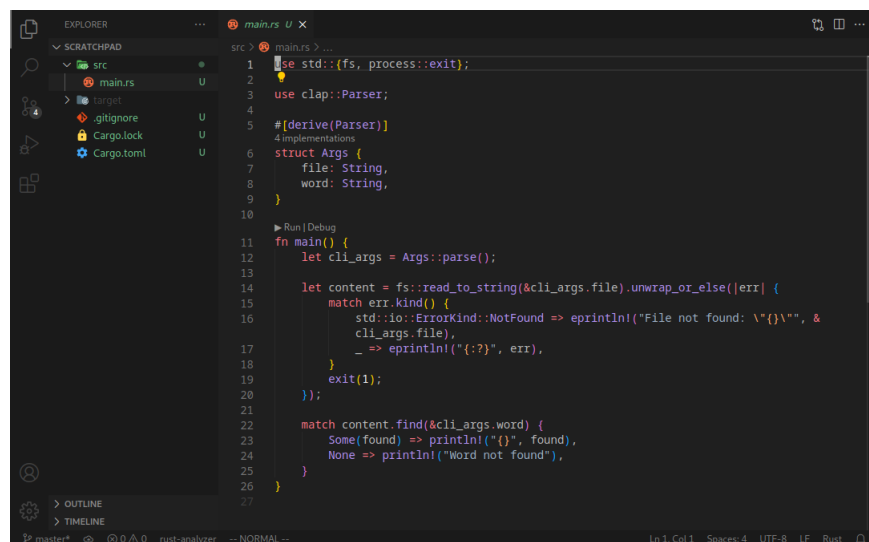 EXPLORER
SCRATCHPAD
src
main.rs U
target
.gitignore U
Cargo.lock U
Cargo.toml U
OUTLINE
TIMELINE
4
main.rs U
src > main.rs > ...
1 use std::{fs, process::exit};
2
3 use clap::Parser;
4
5 #[derive(Parser)]
4 implementations
6 struct Args {
7 file: String,
8 word: String,
9 }
10
Run | Debug
11 fn main() {
12 let cli_args = Args::parse();
13
14 let content = fs::read_to_string(&cli_args.file).unwrap_or_else(|err| {
15 match err.kind() {
16 std::io::ErrorKind::NotFound => eprintln!("File not found: \"{}\"", &
cli_args.file),
17 _ => eprintln!("{:?}", err),
18 }
19 exit(1);
20 });
21
22 match content.find(&cli_args.word) {
23 Some(found) => println!("{}", found),
24 None => println!("Word not found"),
25 }
26 }
27
master* 0 0 rust-analyzer -- NORMAL -- Ln 1, Col 1 Spaces: 4 UTF-8 LF Rust